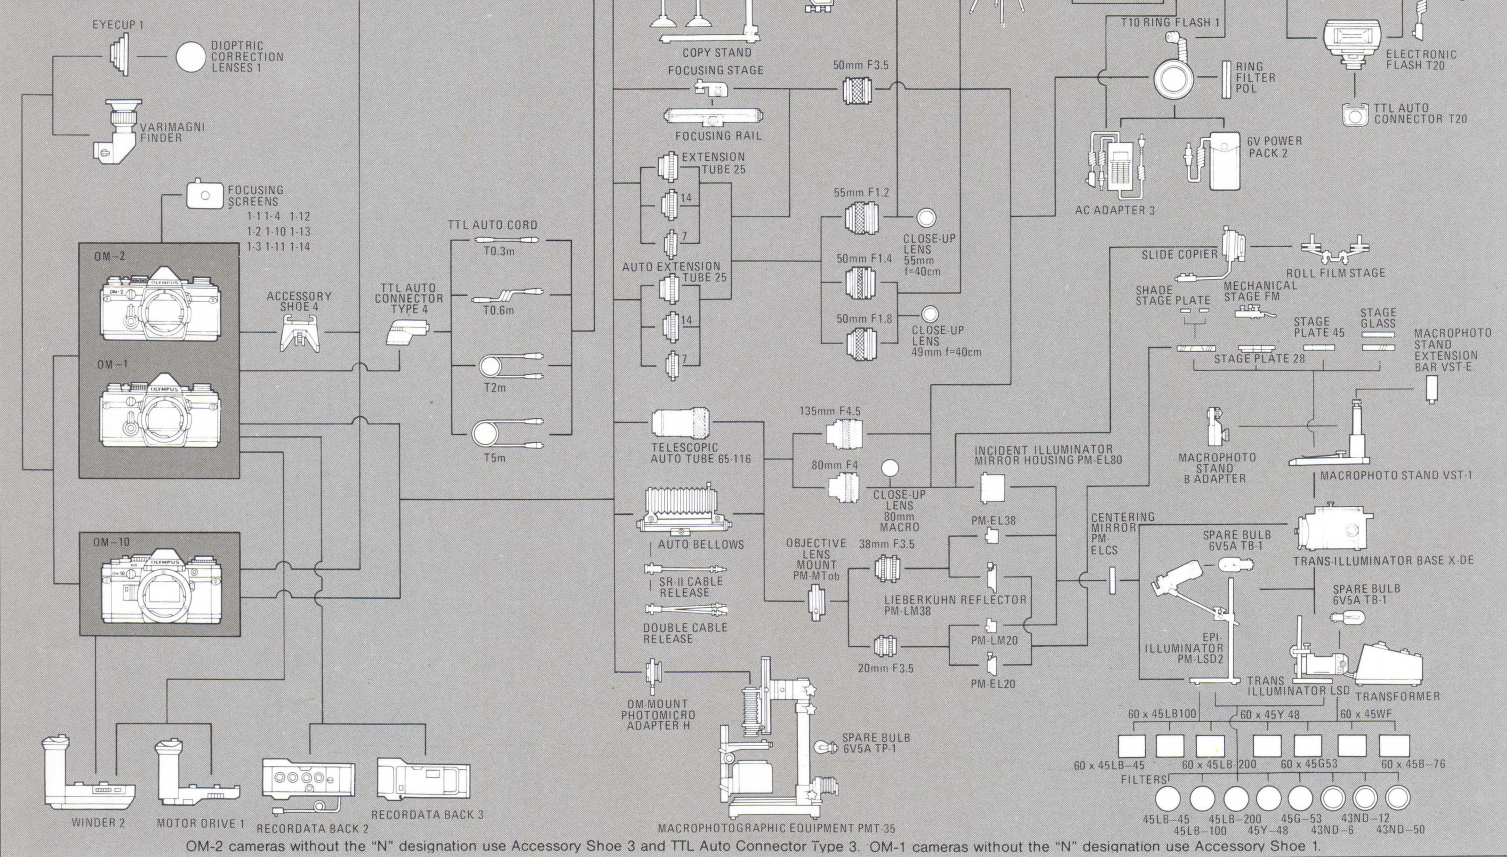 EYECUP 1
DIOPTRIC
CORRECTION
LENSES 1
VARIMAGNI
FINDER
FOCUSING
SCREENS
1-1 1-4 1-12
1-2 1-10 1-13
1-3 1-11 1-14
OM-2
OM-1
OM-10
ACCESSORY
SHOE 4
TTL AUTO
CONNECTOR
TYPE 4
TTL AUTO CORD
T0.3m
T0.6m
T2m
T5m
WINDER 2
MOTOR DRIVE 1
RECORDATA BACK 2
RECORDATA BACK 3
COPY STAND
FOCUSING STAGE
FOCUSING RAIL
EXTENSION
TUBE 25
14
7
AUTO EXTENSION
TUBE 25
14
7
TELESCOPIC
AUTO TUBE 65-116
AUTO BELLOWS
SR-II CABLE
RELEASE
DOUBLE CABLE
RELEASE
OM-MOUNT
PHOTOMICRO
ADAPTER H
SPARE BULB
6V5A TP-1
MACROPHOTOGRAPHIC EQUIPMENT PMT-35
50mm F3.5
55mm F1.2
50mm F1.4
50mm F1.8
CLOSE-UP
LENS
55mm
f=40cm
CLOSE-UP
LENS
49mm f=40cm
135mm F4.5
80mm F4
CLOSE-UP
LENS
80mm
MACRO
OBJECTIVE
LENS
MOUNT
PM-MTob
38mm F3.5
20mm F3.5
INCIDENT ILLUMINATOR
MIRROR HOUSING PM-EL80
PM-EL38
LIEBERKUHN REFLECTOR
PM-LM38
PM-LM20
PM-EL20
CENTERING
MIRROR
PM-
ELCS
T10 RING FLASH 1
RING
FILTER
POL
ELECTRONIC
FLASH T20
TTL AUTO
CONNECTOR T20
6V POWER
PACK 2
AC ADAPTER 3
SLIDE COPIER
ROLL FILM STAGE
SHADE
STAGE PLATE
MECHANICAL
STAGE FM
STAGE
PLATE 45
STAGE
GLASS
STAGE PLATE 28
MACROPHOTO
STAND
EXTENSION
BAR VST-E
MACROPHOTO
STAND
B ADAPTER
MACROPHOTO STAND VST-1
SPARE BULB
6V5A TB-1
TRANS-ILLUMINATOR BASE X-DE
SPARE BULB
6V5A TB-1
EPI-
ILLUMINATOR
PM-LSD2
TRANS
ILLUMINATOR LSD
TRANSFORMER
60 x 45LB100
60 x 45Y 48
60 x 45WF
60 x 45LB-45
60 x 45LB-200
60 x 45G53
60 x 45B-76
FILTERS
45LB-45
45LB-200
45G-53
43ND-12
45LB-100
45Y-48
43ND-6
43ND-50
OM-2 cameras without the "N" designation use Accessory Shoe 3 and TTL Auto Connector Type 3. OM-1 cameras without the "N" designation use Accessory Shoe 1.